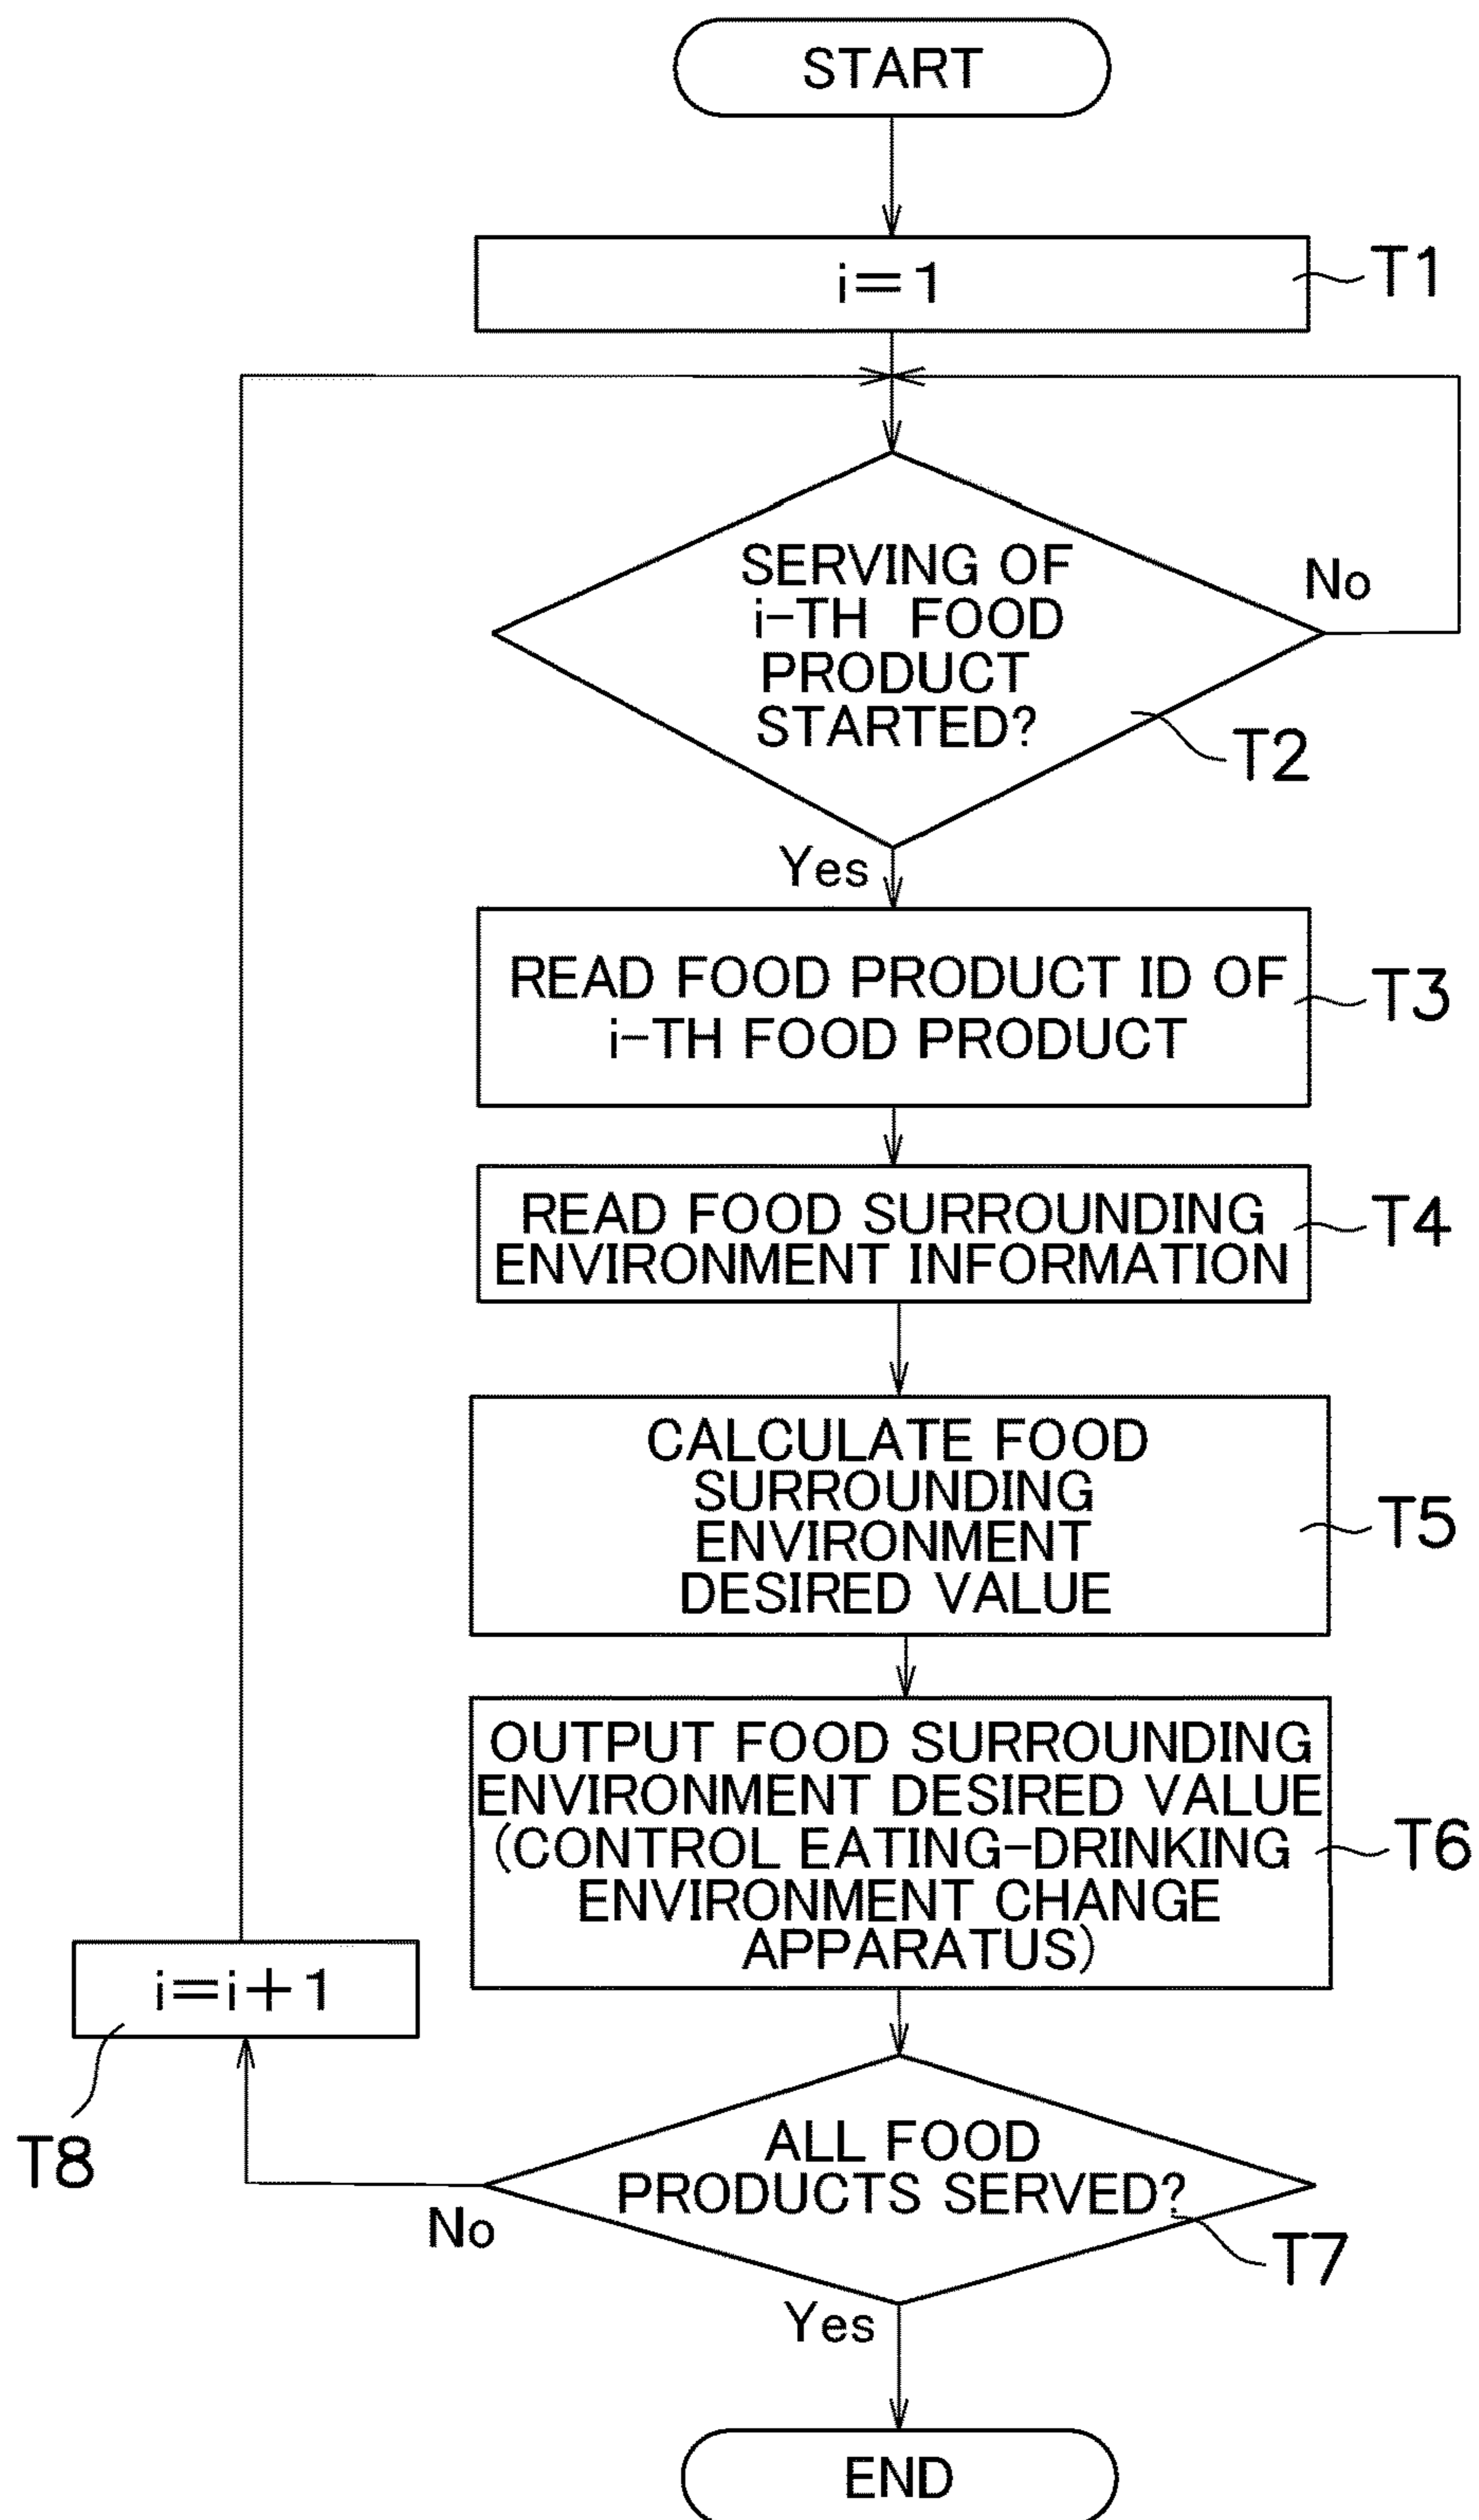 START
i=1
T1
SERVING OF
i-TH FOOD
PRODUCT
STARTED?
No
T2
Yes
READ FOOD PRODUCT ID OF
i-TH FOOD PRODUCT
T3
READ FOOD SURROUNDING
ENVIRONMENT INFORMATION
T4
CALCULATE FOOD
SURROUNDING
ENVIRONMENT
DESIRED VALUE
T5
OUTPUT FOOD SURROUNDING
ENVIRONMENT DESIRED VALUE
(CONTROL EATING-DRINKING
ENVIRONMENT CHANGE
APPARATUS)
T6
i=i+1
T8
ALL FOOD
PRODUCTS SERVED?
No
T7
Yes
END